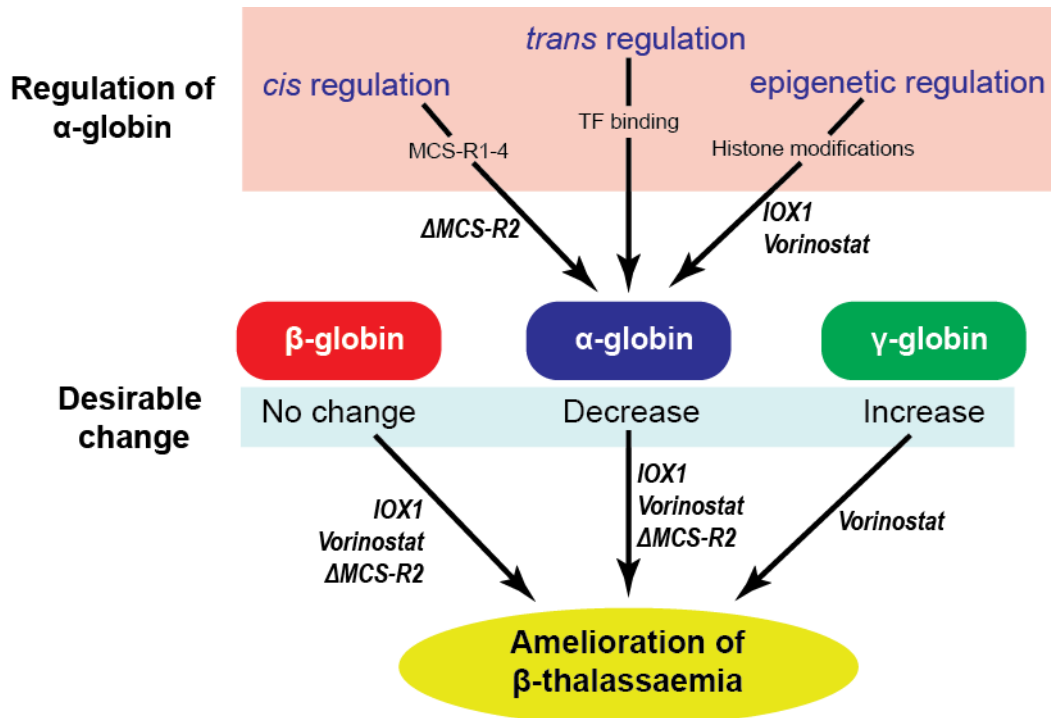 Regulation of
α-globin
cis regulation
trans regulation
epigenetic regulation
MCS-R1-4
TF binding
Histone modifications
ΔMCS-R2
IOX1
Vorinostat
β-globin
α-globin
γ-globin
Desirable
change
No change
Decrease
Increase
IOX1
Vorinostat
ΔMCS-R2
IOX1
Vorinostat
ΔMCS-R2
Vorinostat
Amelioration of
β-thalassaemia